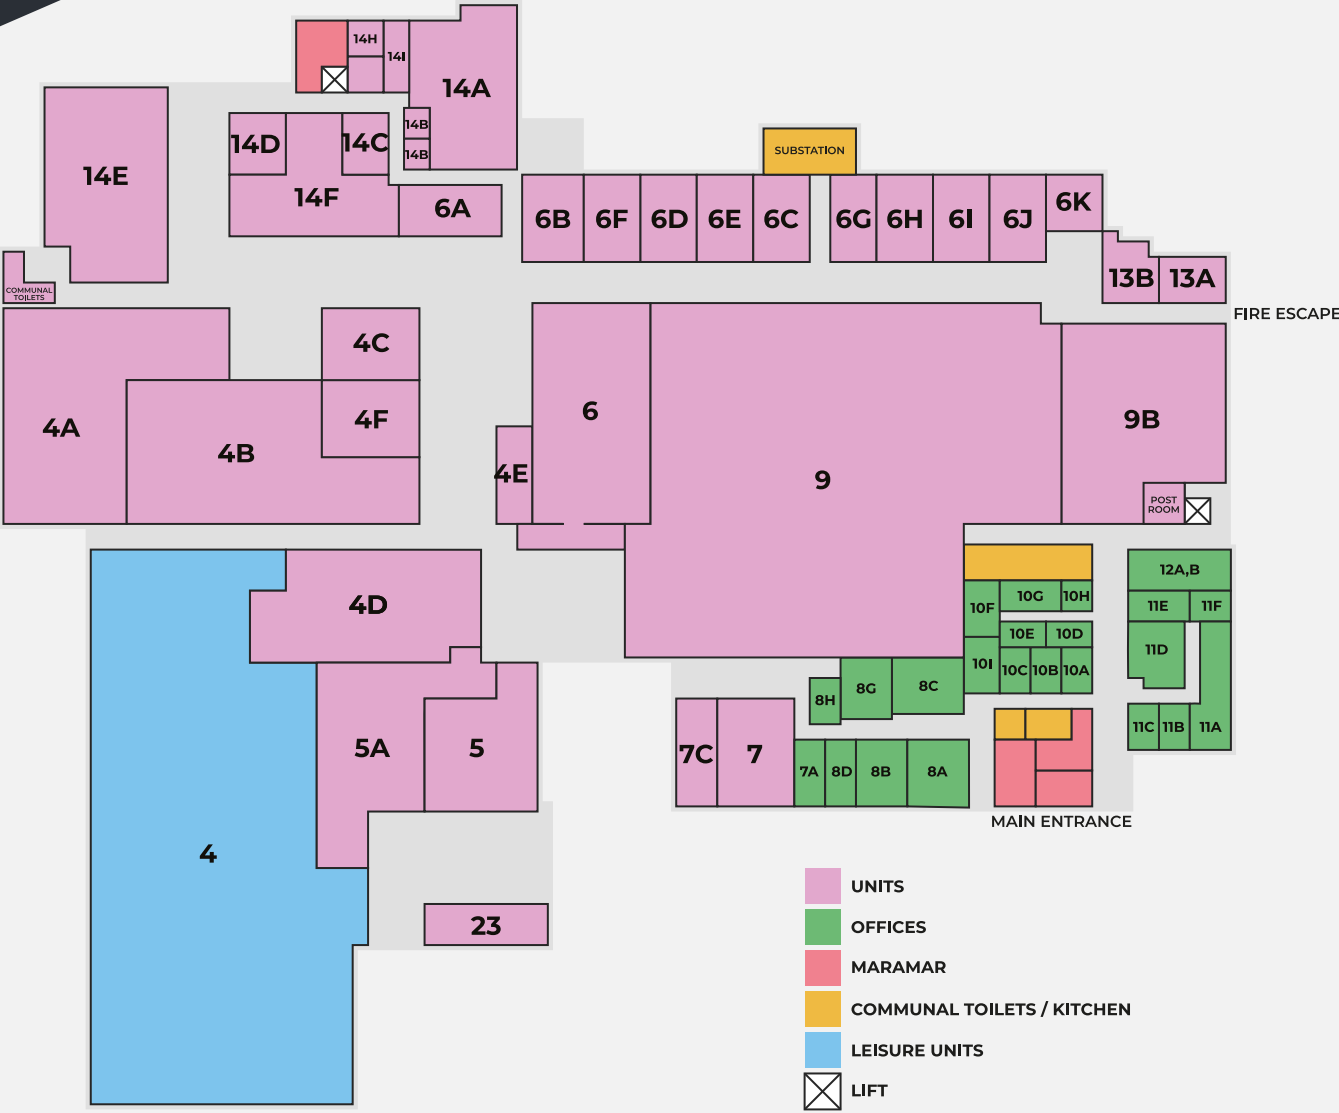 14H
14I
14A
14B
14B
14D
14C
14E
14F
6A
SUBSTATION
6B
6F
6D
6E
6C
6G
6H
6I
6J
6K
13B
13A
COMMUNAL
TOILETS
FIRE ESCAPE
4C
4A
4F
4B
4E
6
9
9B
POST
ROOM
4D
10F
10G
10H
10E
10D
10I
10C
10B
10A
12A,B
11E
11F
11D
11C
11B
11A
8H
8G
8C
5A
5
7C
7
7A
8D
8B
8A
MAIN ENTRANCE
4
23
UNITS
OFFICES
MARAMAR
COMMUNAL TOILETS / KITCHEN
LEISURE UNITS
LIFT